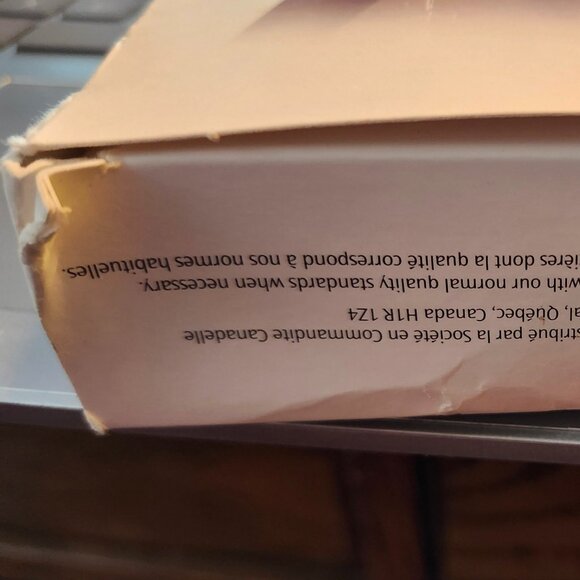 stribué par la Société en Commandite Canadelle
al, Québec, Canada H1R 1Z4
with our normal quality standards when necessary.
ières dont la qualité correspond à nos normes habituelles.